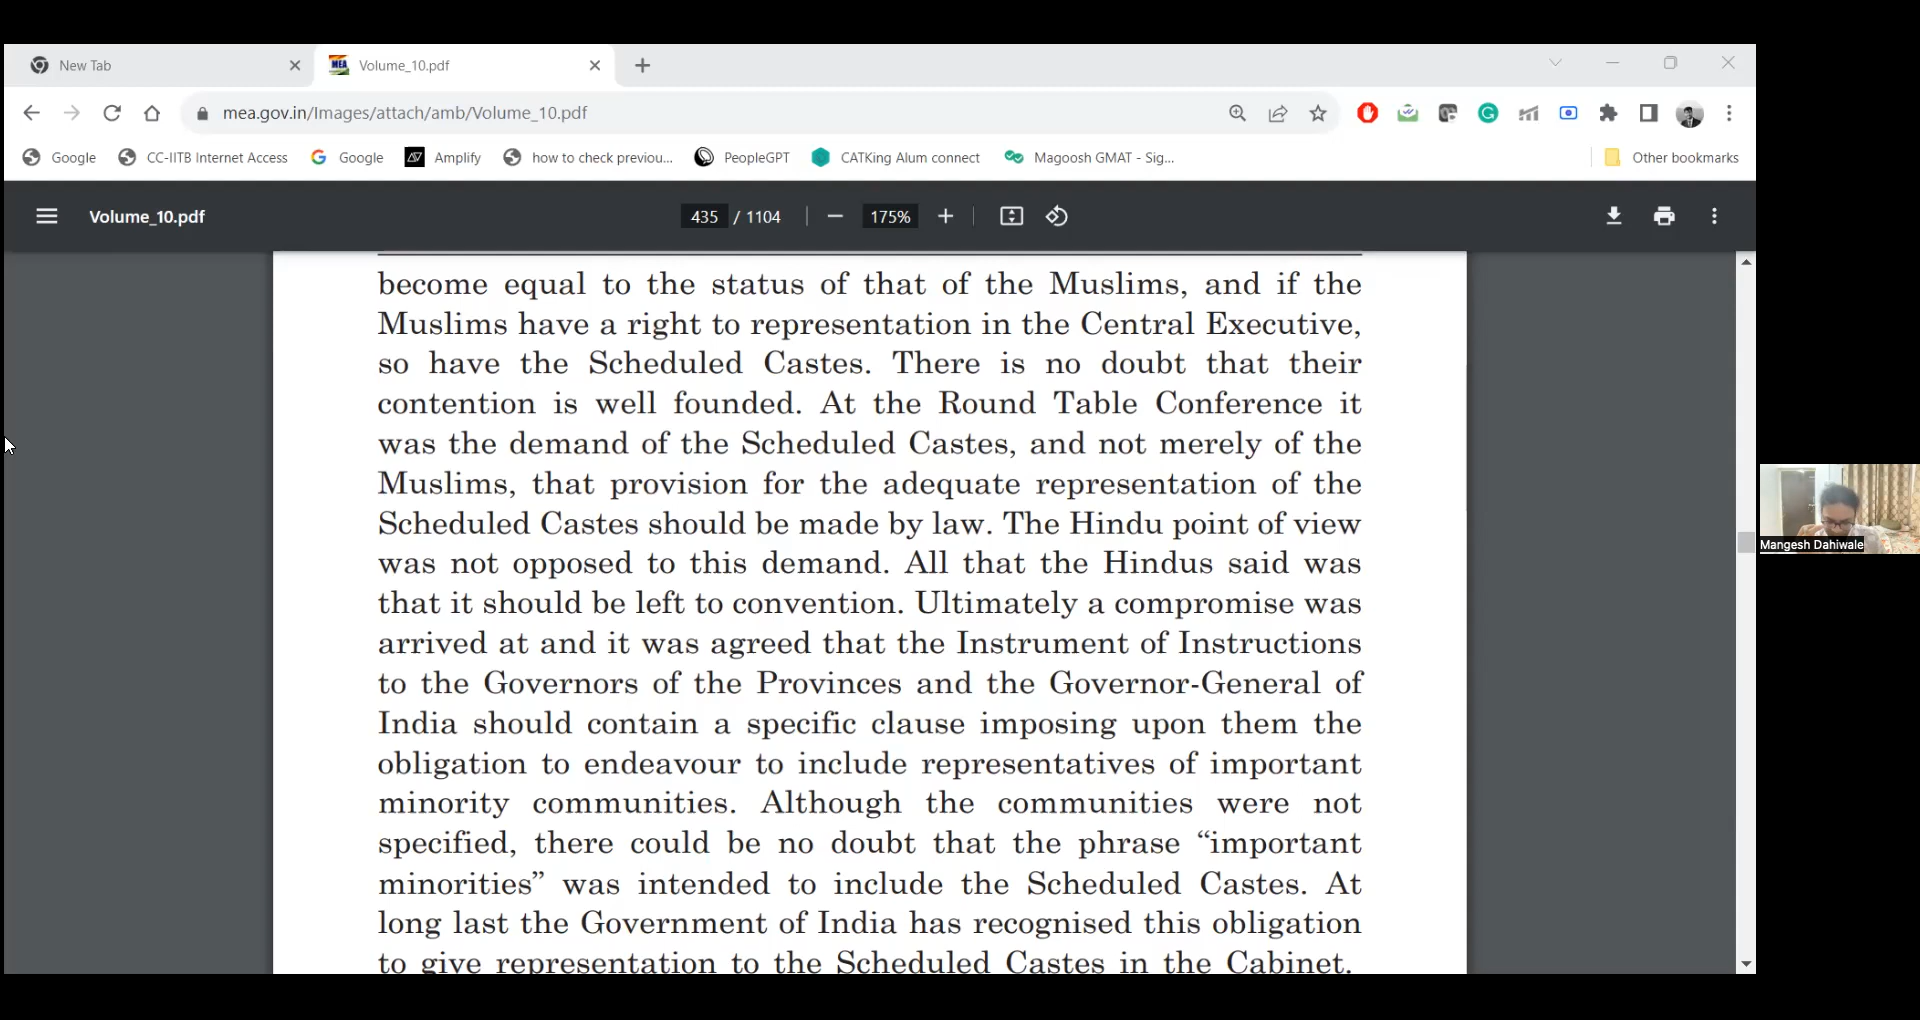 New Tab
MEA Volume_10.pdf
mea.gov.in/Images/attach/amb/Volume_10.pdf
Google CC-IITB Internet Access Google Amplify how to check previou... PeopleGPT CATKing Alum connect Magoosh GMAT - Sig... Other bookmarks
Volume_10.pdf 435 / 1104 175%
become equal to the status of that of the Muslims, and if the
Muslims have a right to representation in the Central Executive,
so have the Scheduled Castes. There is no doubt that their
contention is well founded. At the Round Table Conference it
was the demand of the Scheduled Castes, and not merely of the
Muslims, that provision for the adequate representation of the
Scheduled Castes should be made by law. The Hindu point of view
was not opposed to this demand. All that the Hindus said was
that it should be left to convention. Ultimately a compromise was
arrived at and it was agreed that the Instrument of Instructions
to the Governors of the Provinces and the Governor-General of
India should contain a specific clause imposing upon them the
obligation to endeavour to include representatives of important
minority communities. Although the communities were not
specified, there could be no doubt that the phrase “important
minorities” was intended to include the Scheduled Castes. At
long last the Government of India has recognised this obligation
to give representation to the Scheduled Castes in the Cabinet.
Mangesh Dahiwale